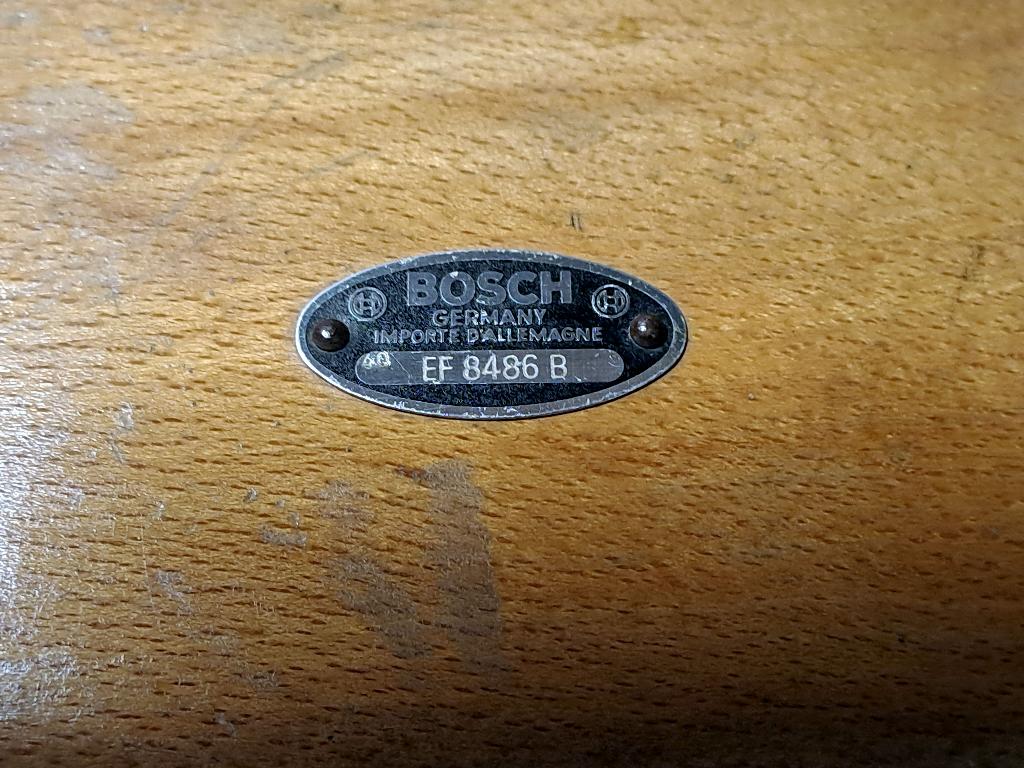 BOSCH
GERMANY
IMPORTE D'ALLEMAGNE
EF 8486 B